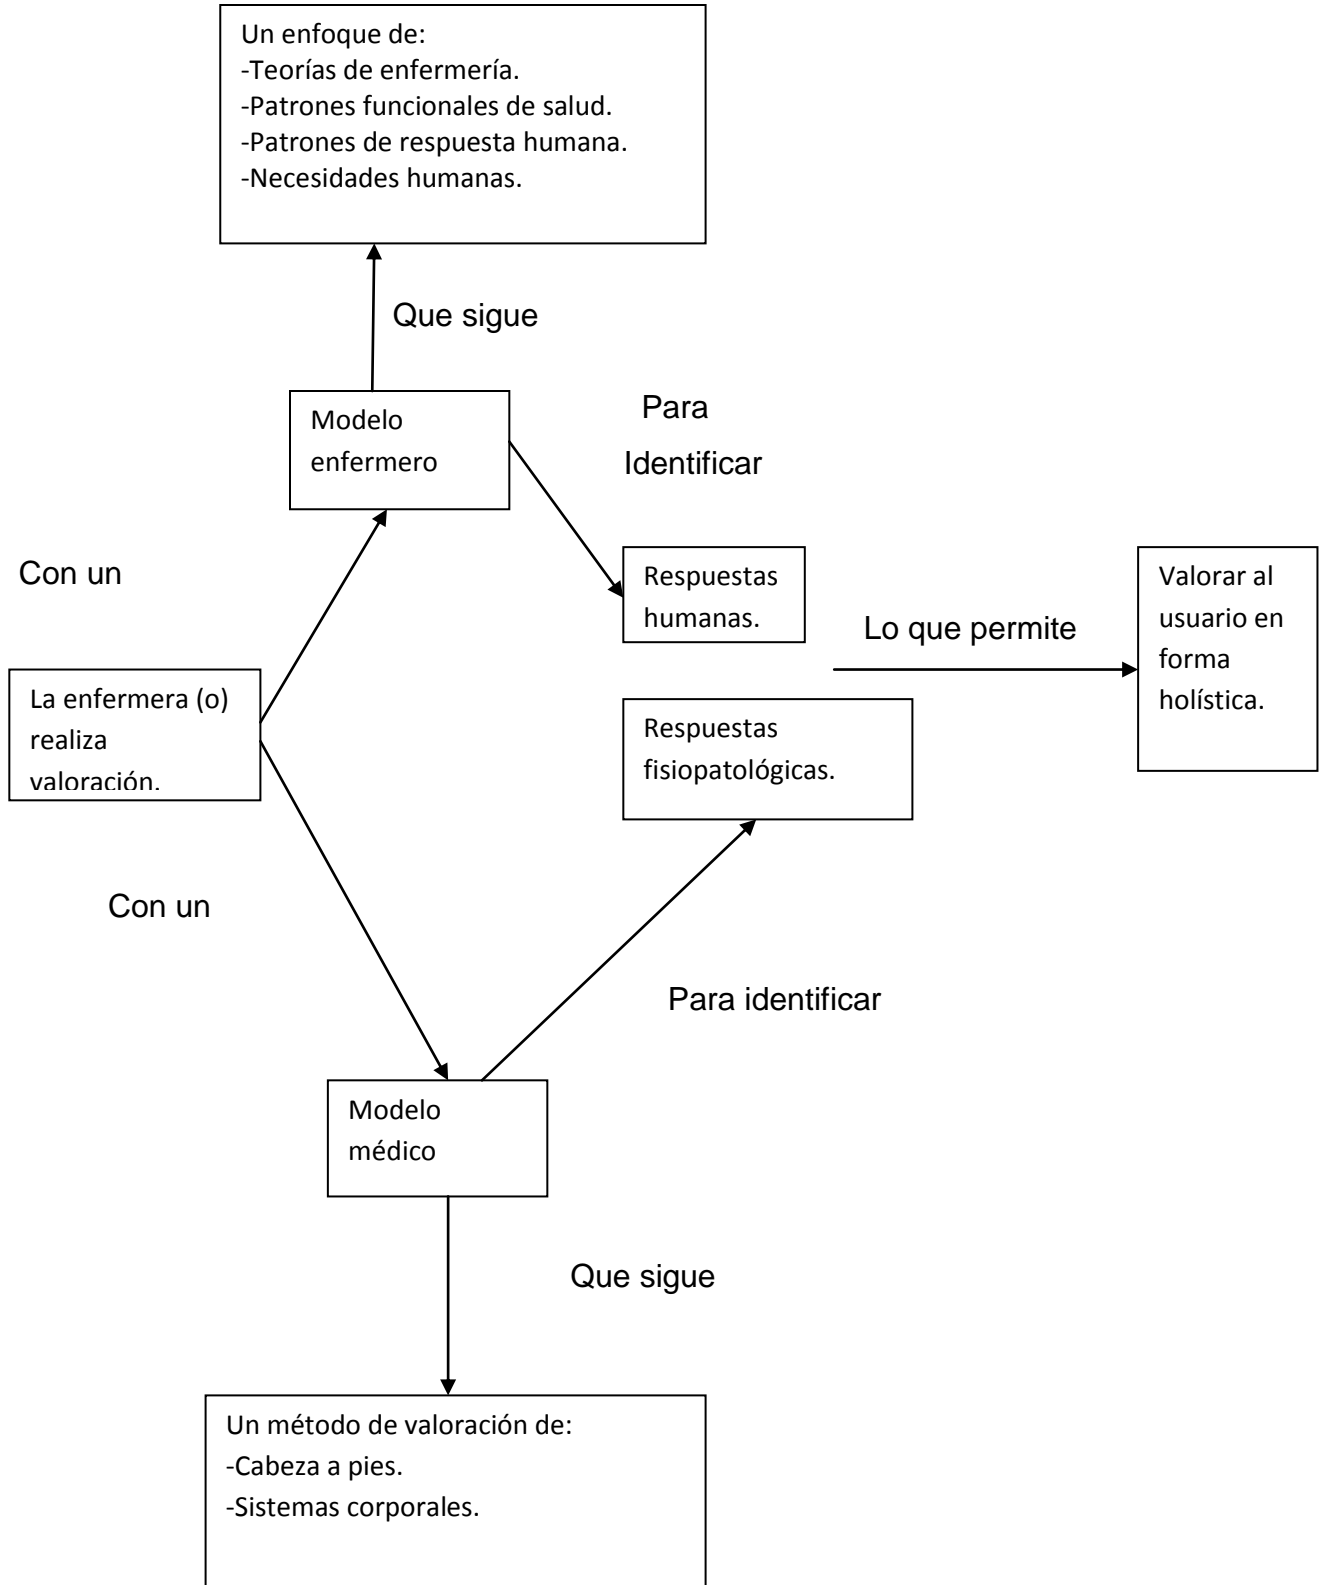 Un enfoque de:
-Teorías de enfermería.
-Patrones funcionales de salud.
-Patrones de respuesta humana.
-Necesidades humanas.
Que sigue
Modelo
enfermero
Para
Identificar
Con un
Respuestas
humanas.
Lo que permite
Valorar al
usuario en
forma
holística.
La enfermera (o)
realiza
valoración.
Respuestas
fisiopatológicas.
Con un
Para identificar
Modelo
médico
Que sigue
Un método de valoración de:
-Cabeza a pies.
-Sistemas corporales.